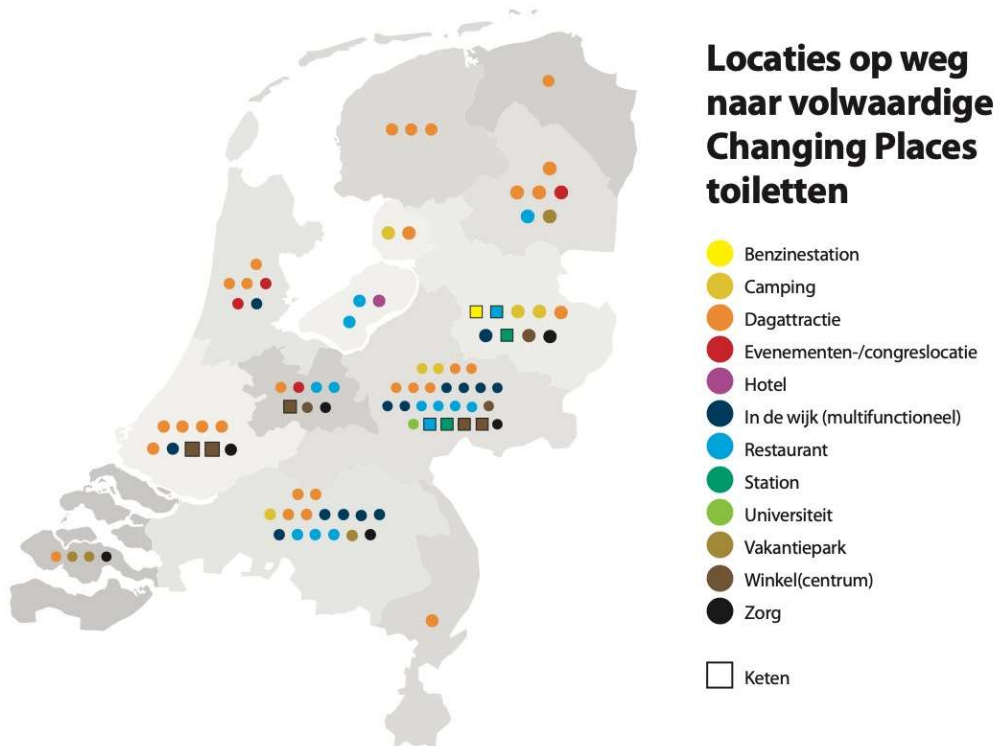 Locaties op weg
naar volwaardige
Changing Places
toiletten
Benzinestation
Camping
Dagattractie
Evenementen-/congreslocatie
Hotel
In de wijk (multifunctioneel)
Restaurant
Station
Universiteit
Vakantiepark
Winkel(centrum)
Zorg
Keten